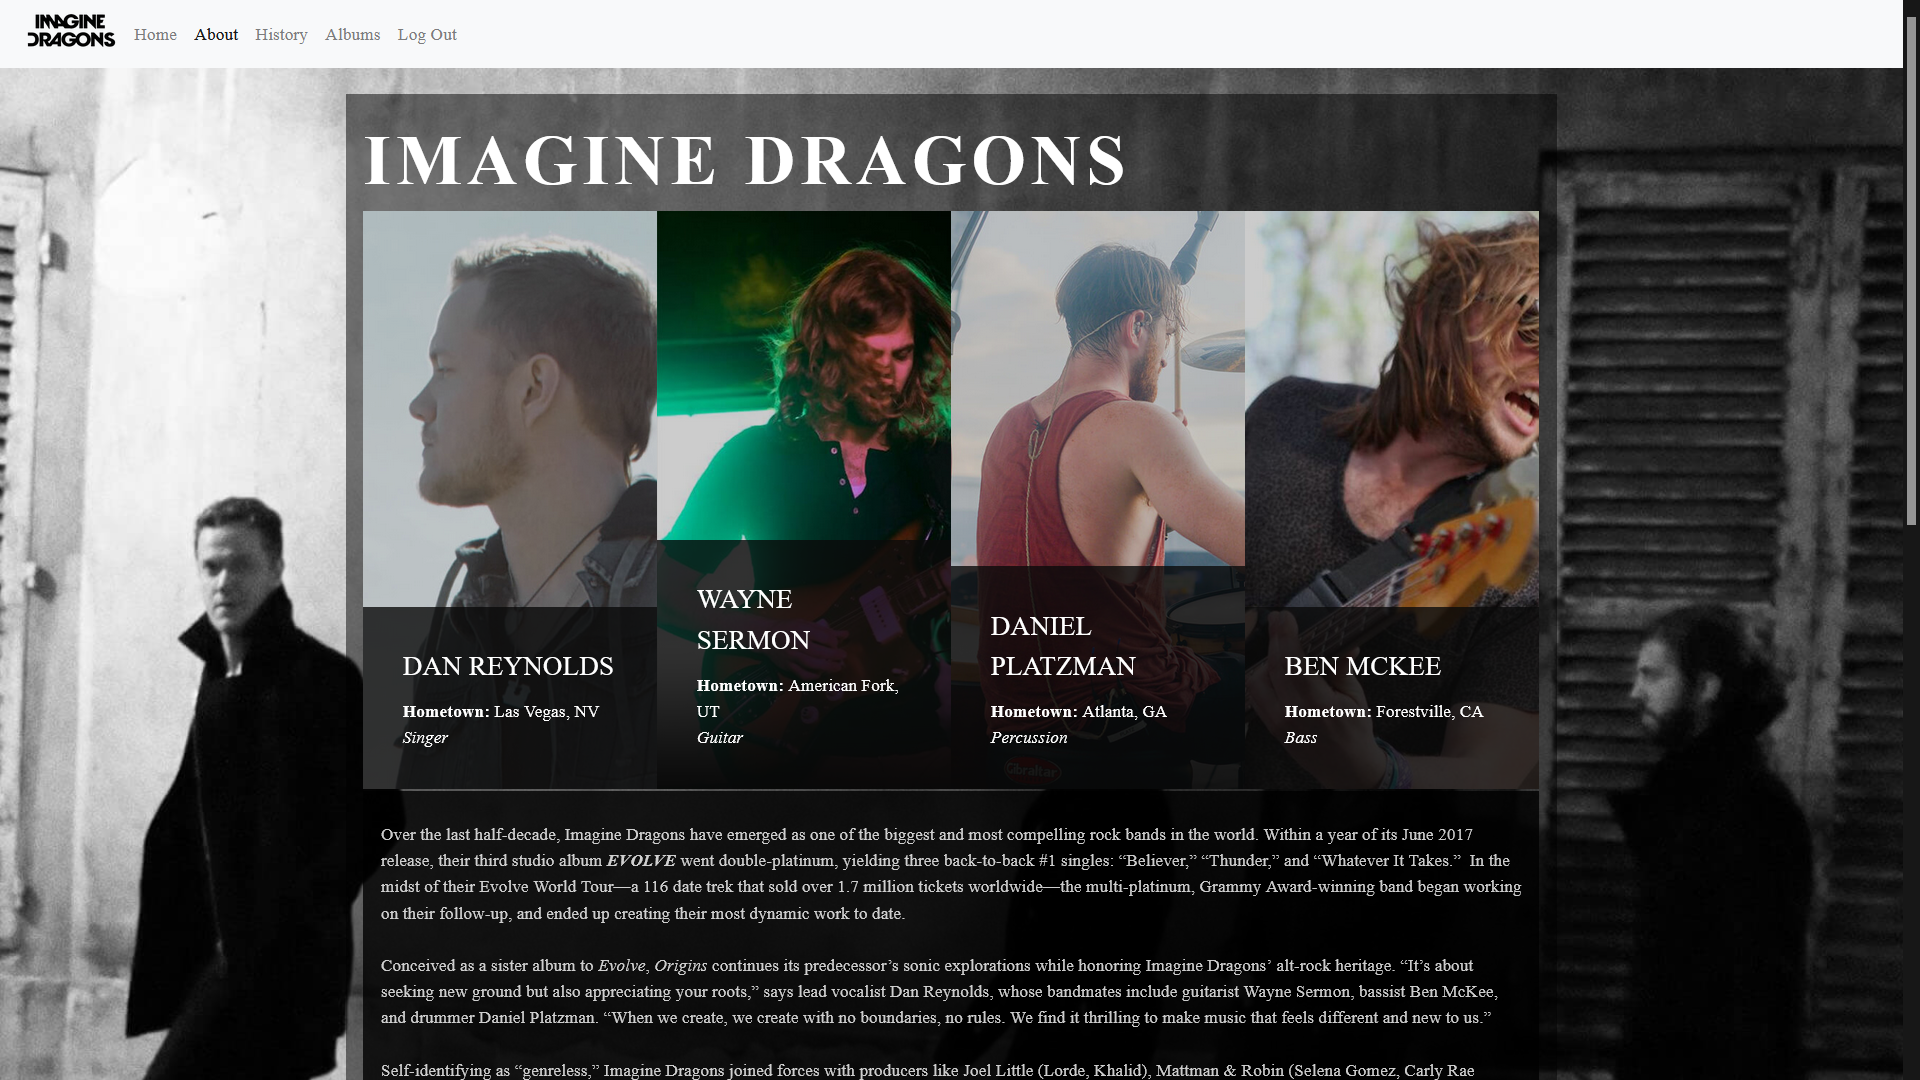 IMAGINE
DRAGONS
Home About History Albums Log Out
IMAGINE DRAGONS
DAN REYNOLDS
Hometown: Las Vegas, NV
Singer
WAYNE
SERMON
Hometown: American Fork,
UT
Guitar
DANIEL
PLATZMAN
Hometown: Atlanta, GA
Percussion
Gibraltar
BEN MCKEE
Hometown: Forestville, CA
Bass
Over the last half-decade, Imagine Dragons have emerged as one of the biggest and most compelling rock bands in the world. Within a year of its June 2017
release, their third studio album EVOLVE went double-platinum, yielding three back-to-back #1 singles: “Believer,” “Thunder,” and “Whatever It Takes.”  In the
midst of their Evolve World Tour—a 116 date trek that sold over 1.7 million tickets worldwide—the multi-platinum, Grammy Award-winning band began working
on their follow-up, and ended up creating their most dynamic work to date.
Conceived as a sister album to Evolve, Origins continues its predecessor’s sonic explorations while honoring Imagine Dragons’ alt-rock heritage. “It’s about
seeking new ground but also appreciating your roots,” says lead vocalist Dan Reynolds, whose bandmates include guitarist Wayne Sermon, bassist Ben McKee,
and drummer Daniel Platzman. “When we create, we create with no boundaries, no rules. We find it thrilling to make music that feels different and new to us.”
Self-identifying as “genreless,” Imagine Dragons joined forces with producers like Joel Little (Lorde, Khalid), Mattman & Robin (Selena Gomez, Carly Rae